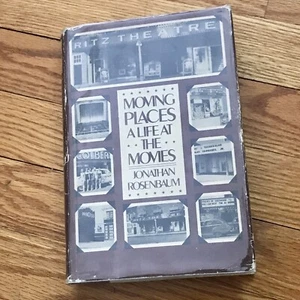 RITZ THEATRE
MOVING
PLACES
A LIFE AT
THE
MOVIES
JONATHAN
ROSENBAUM